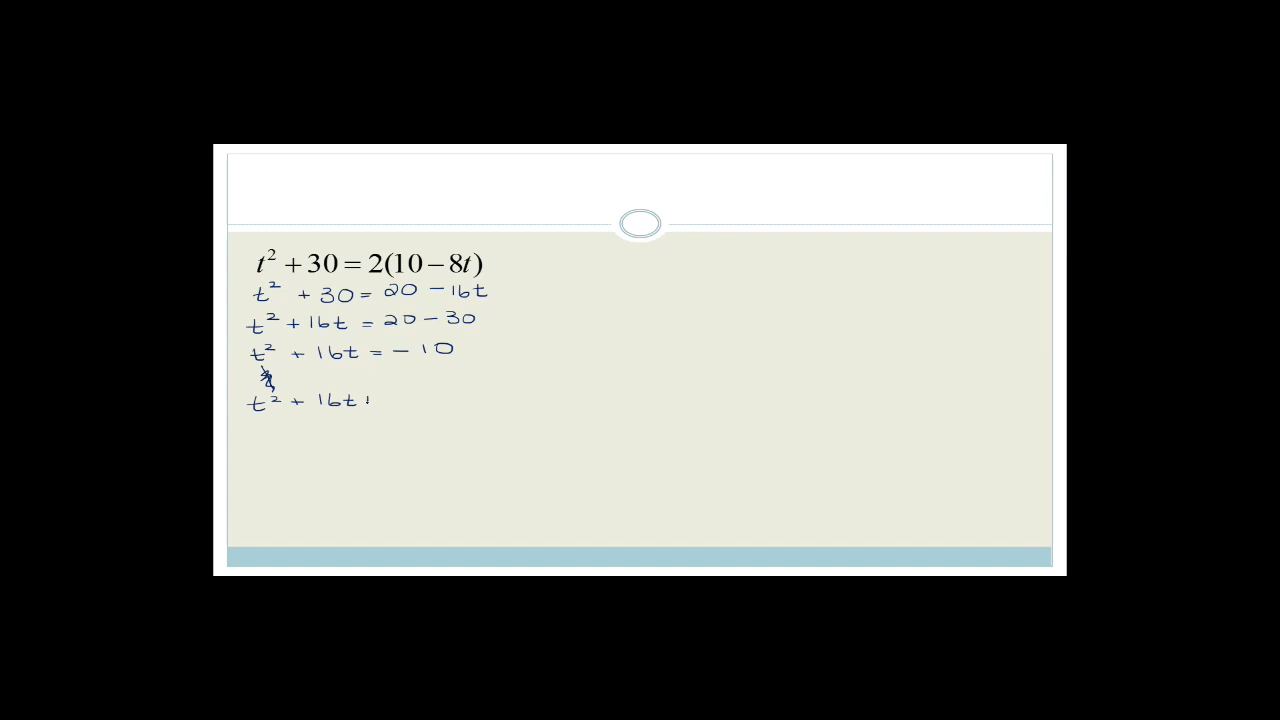 t² + 30 = 2(10 − 8t)
t² + 30 = 20 − 16t
t² + 16t = 20 − 30
t² + 16t = − 10
t² + 16t